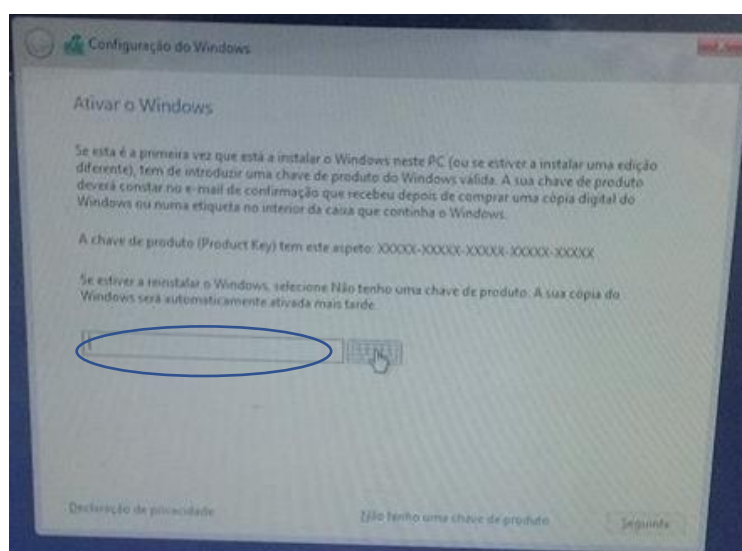 Configuração do Windows
Ativar o Windows
Se esta é a primeira vez que está a instalar o Windows neste PC (ou se estiver a instalar uma edição
diferente), tem de introduzir uma chave de produto do Windows válida. A sua chave de produto
deverá constar no e-mail de confirmação que recebeu depois de comprar uma cópia digital do
Windows ou numa etiqueta no interior da caixa que continha o Windows.
A chave de produto (Product Key) tem este aspeto: XXXXX-XXXXX-XXXXX-XXXXX-XXXXX
Se estiver a reinstalar o Windows, selecione Não tenho uma chave de produto. A sua cópia do
Windows será automaticamente ativada mais tarde.
Declaração de privacidade
Não tenho uma chave de produto
Seguinte